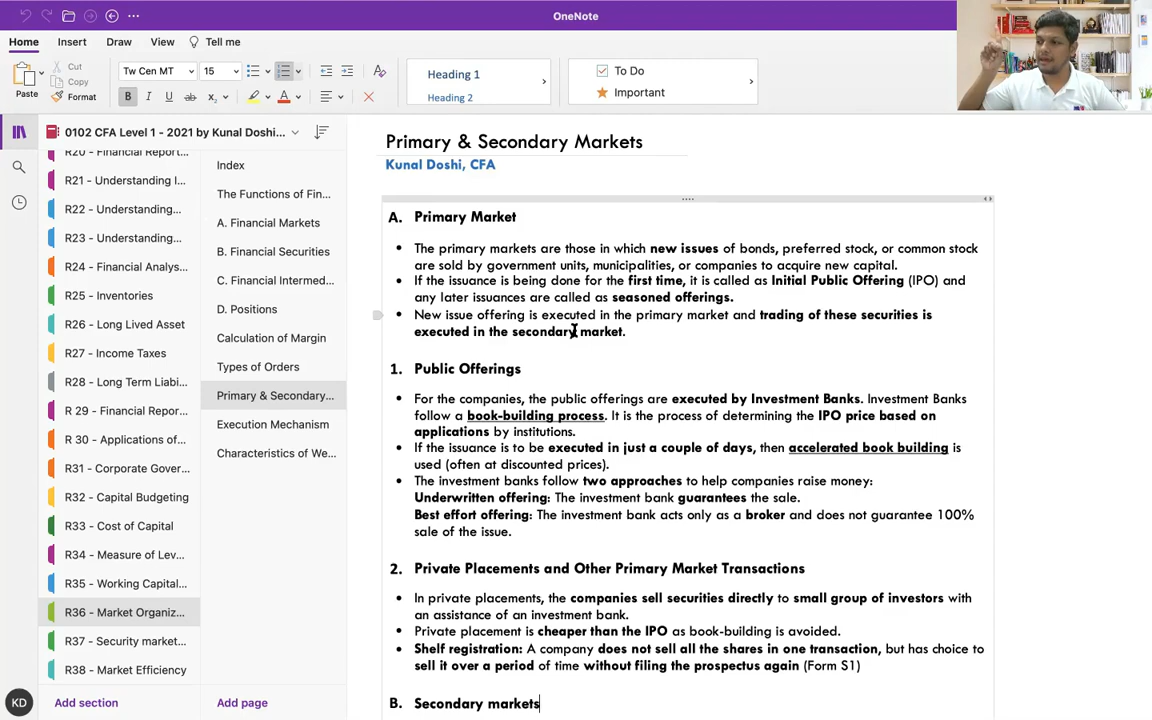 OneNote
Home
Insert
Draw
View
Tell me
Paste
Cut
Copy
Format
Tw Cen MT
15
B
I
U
ab
x₂
A
Heading 1
Heading 2
To Do
Important
0102 CFA Level 1 - 2021 by Kunal Doshi...
R20 - Financial Report...
R21 - Understanding I...
R22 - Understanding...
R23 - Understanding...
R24 - Financial Analys...
R25 - Inventories
R26 - Long Lived Asset
R27 - Income Taxes
R28 - Long Term Liabi...
R 29 - Financial Repor...
R 30 - Applications of...
R31 - Corporate Gover...
R32 - Capital Budgeting
R33 - Cost of Capital
R34 - Measure of Lev...
R35 - Working Capital...
R36 - Market Organiz...
R37 - Security market...
R38 - Market Efficiency
KD
Add section
Index
The Functions of Fin...
A. Financial Markets
B. Financial Securities
C. Financial Intermed...
D. Positions
Calculation of Margin
Types of Orders
Primary & Secondary...
Execution Mechanism
Characteristics of We...
Add page
Primary & Secondary Markets
Kunal Doshi, CFA
A. Primary Market
• The primary markets are those in which new issues of bonds, preferred stock, or common stock
are sold by government units, municipalities, or companies to acquire new capital.
• If the issuance is being done for the first time, it is called as Initial Public Offering (IPO) and
any later issuances are called as seasoned offerings.
• New issue offering is executed in the primary market and trading of these securities is
executed in the secondary market.
1. Public Offerings
• For the companies, the public offerings are executed by Investment Banks. Investment Banks
follow a book-building process. It is the process of determining the IPO price based on
applications by institutions.
• If the issuance is to be executed in just a couple of days, then accelerated book building is
used (often at discounted prices).
• The investment banks follow two approaches to help companies raise money:
Underwritten offering: The investment bank guarantees the sale.
Best effort offering: The investment bank acts only as a broker and does not guarantee 100%
sale of the issue.
2. Private Placements and Other Primary Market Transactions
• In private placements, the companies sell securities directly to small group of investors with
an assistance of an investment bank.
• Private placement is cheaper than the IPO as book-building is avoided.
• Shelf registration: A company does not sell all the shares in one transaction, but has choice to
sell it over a period of time without filing the prospectus again (Form S1)
B. Secondary markets